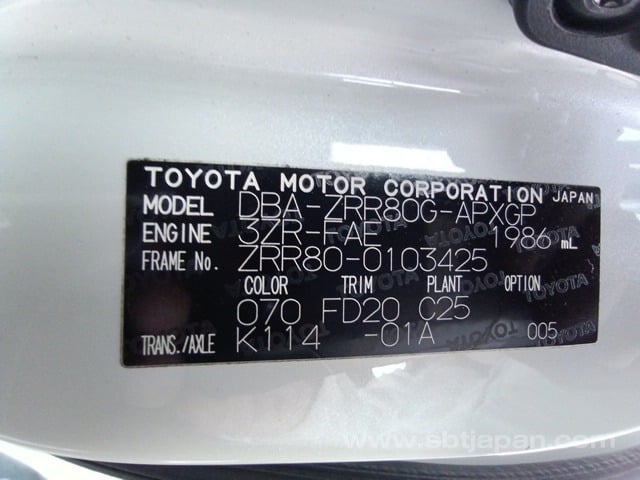 TOYOTA MOTOR CORPORATION JAPAN
MODEL DBA-ZRR80G-APXGP
ENGINE 3ZR-FAE 1986 mL
FRAME No. ZRR80-0103425
COLOR TRIM PLANT OPTION
070 FD20 C25
TRANS./AXLE K114 -01A 005
www.sbtjapan.com